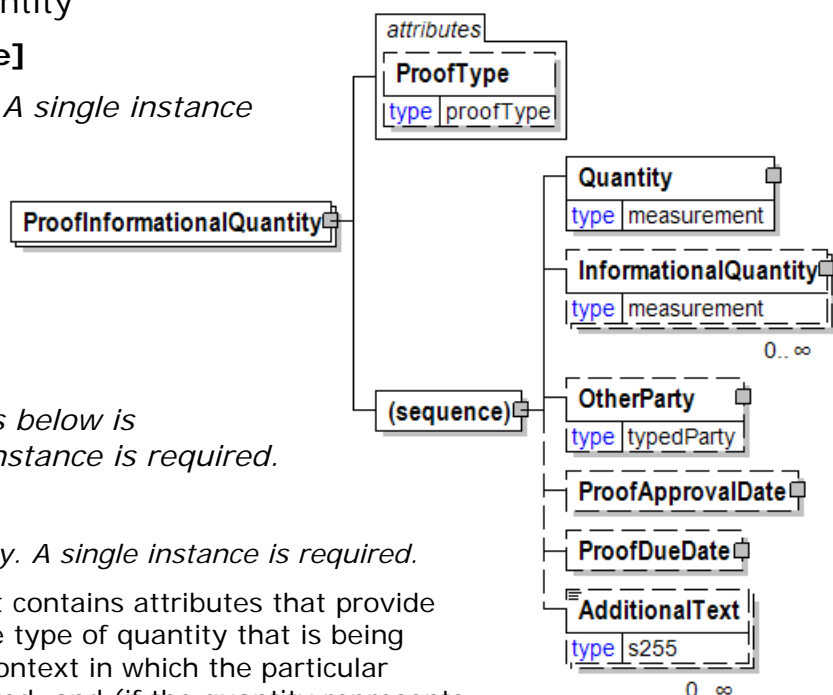 ntity
e]
A single instance
s below is
nstance is required.
y. A single instance is required.
t contains attributes that provide
e type of quantity that is being
ontext in which the particular
attributes
ProofType
type proofType
ProofInformationalQuantity
(sequence)
Quantity
type measurement
InformationalQuantity
type measurement
0.. ∞
OtherParty
type typedParty
ProofApprovalDate
ProofDueDate
AdditionalText
type s255
0.. ∞